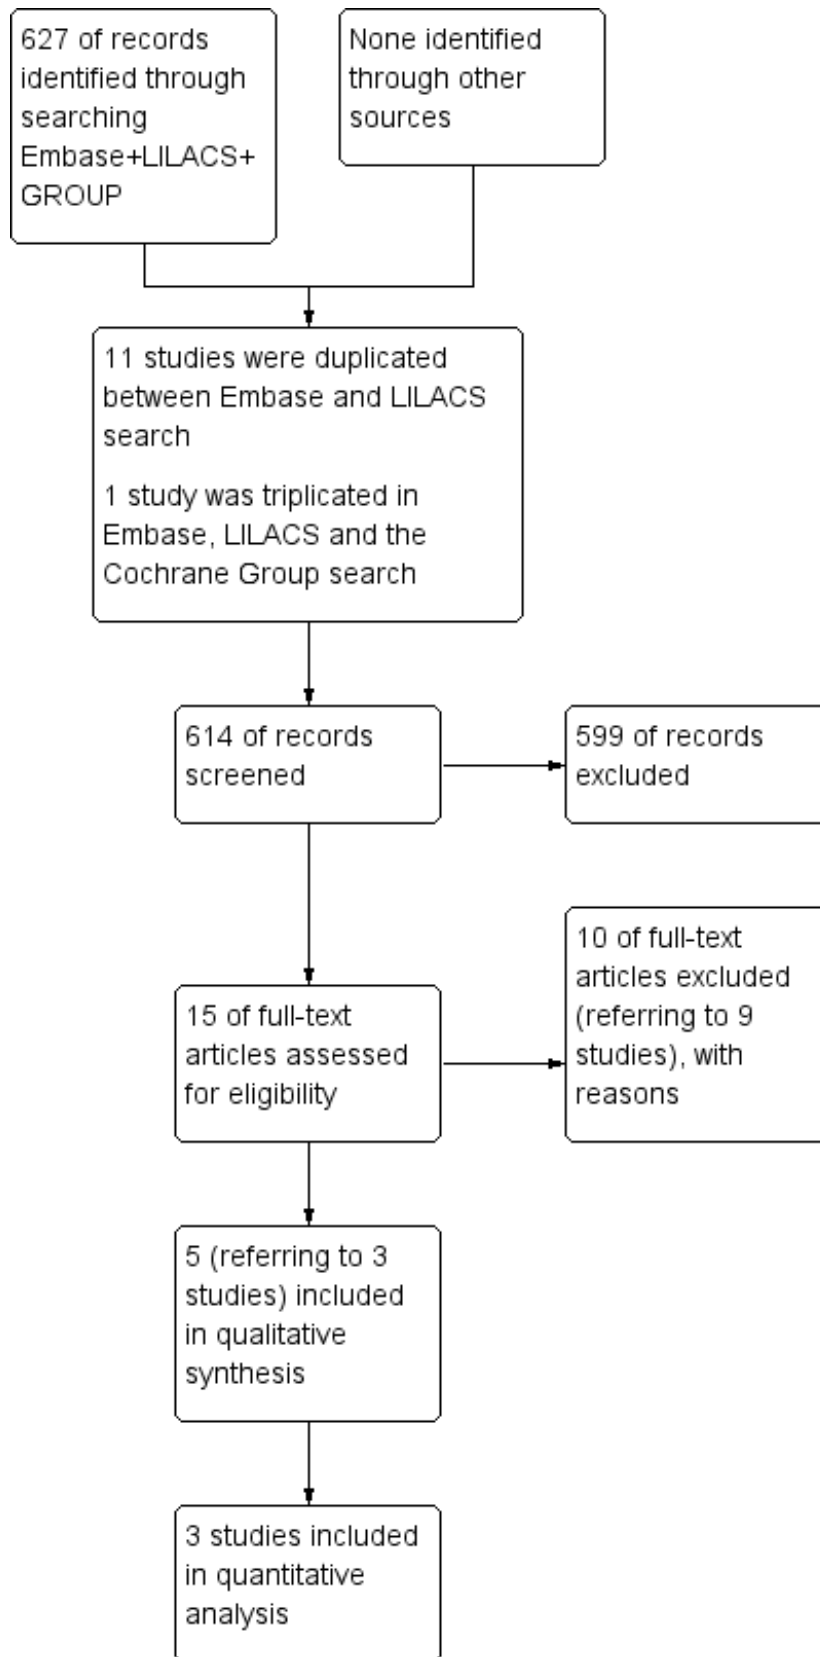 627 of records
identified through
searching
Embase+LILACS+
GROUP
None identified
through other
sources
11 studies were duplicated
between Embase and LILACS
search
1 study was triplicated in
Embase, LILACS and the
Cochrane Group search
614 of records
screened
599 of records
excluded
15 of full-text
articles assessed
for eligibility
10 of full-text
articles excluded
(referring to 9
studies), with
reasons
5 (referring to 3
studies) included
in qualitative
synthesis
3 studies included
in quantitative
analysis